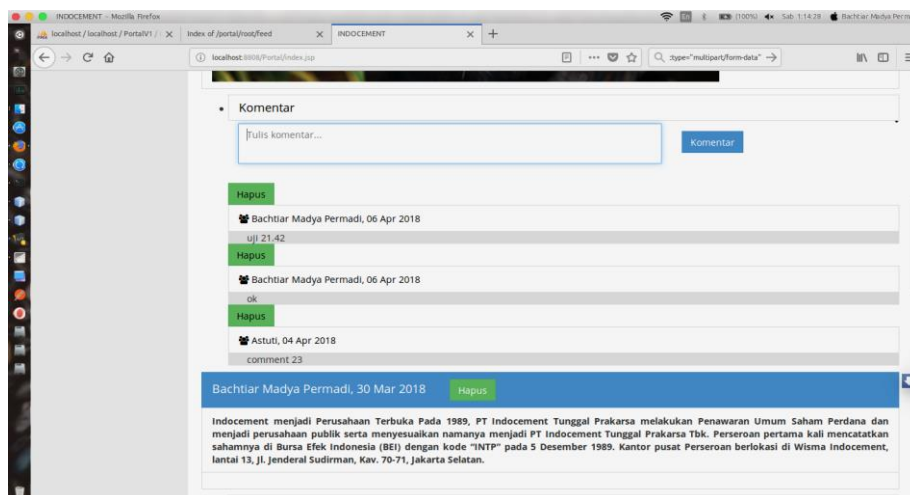 INDOCEMENT - Mozilla Firefox
(100%) Sab 1:14:28 Bachtiar Madya Perm
localhost / localhost / PortalV1 /
Index of /portal/root/feed
INDOCEMENT
localhost:8808/Portal/index.jsp
:type="multipart/form-data"
Komentar
Tulis komentar...
Komentar
Hapus
Bachtiar Madya Permadi, 06 Apr 2018
uji 21.42
Hapus
Bachtiar Madya Permadi, 06 Apr 2018
ok
Hapus
Astuti, 04 Apr 2018
comment 23
Bachtiar Madya Permadi, 30 Mar 2018 Hapus
Indocement menjadi Perusahaan Terbuka Pada 1989, PT Indocement Tunggal Prakarsa melakukan Penawaran Umum Saham Perdana dan
menjadi perusahaan publik serta menyesuaikan namanya menjadi PT Indocement Tunggal Prakarsa Tbk. Perseroan pertama kali mencatatkan
sahamnya di Bursa Efek Indonesia (BEI) dengan kode “INTP” pada 5 Desember 1989. Kantor pusat Perseroan berlokasi di Wisma Indocement,
lantai 13, Jl. Jenderal Sudirman, Kav. 70-71, Jakarta Selatan.